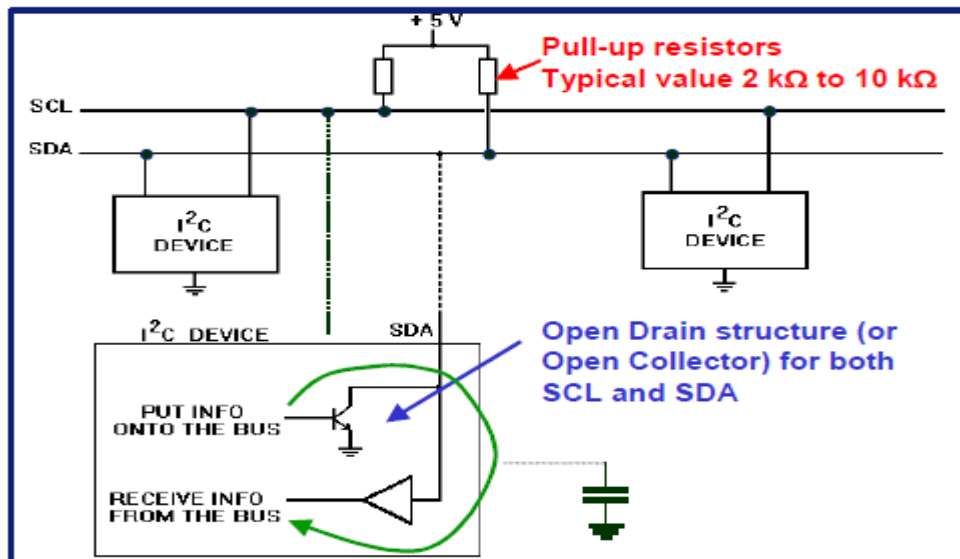 + 5 V
Pull-up resistors
Typical value 2 kΩ to 10 kΩ
SCL
SDA
I²C
DEVICE
I²C
DEVICE
I²C DEVICE
SDA
Open Drain structure (or
Open Collector) for both
SCL and SDA
PUT INFO
ONTO THE BUS
RECEIVE INFO
FROM THE BUS